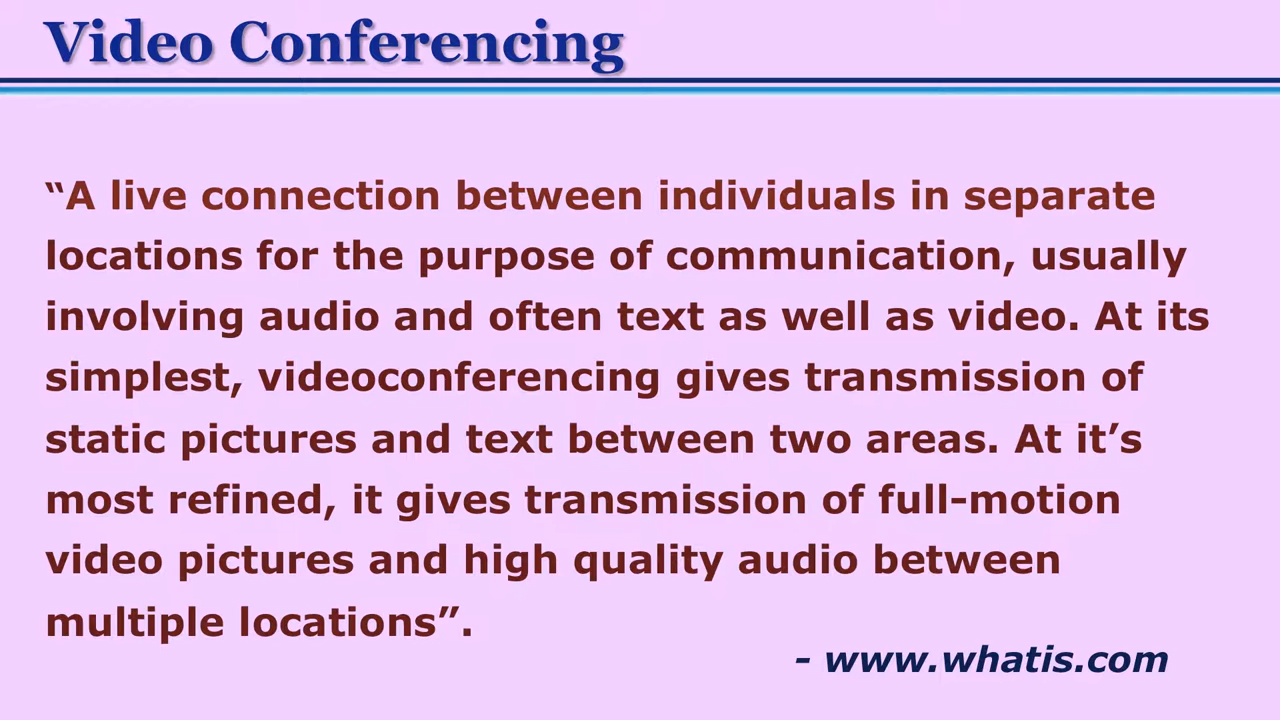 Video Conferencing
“A live connection between individuals in separate
locations for the purpose of communication, usually
involving audio and often text as well as video. At its
simplest, videoconferencing gives transmission of
static pictures and text between two areas. At it’s
most refined, it gives transmission of full-motion
video pictures and high quality audio between
multiple locations”.
- www.whatis.com